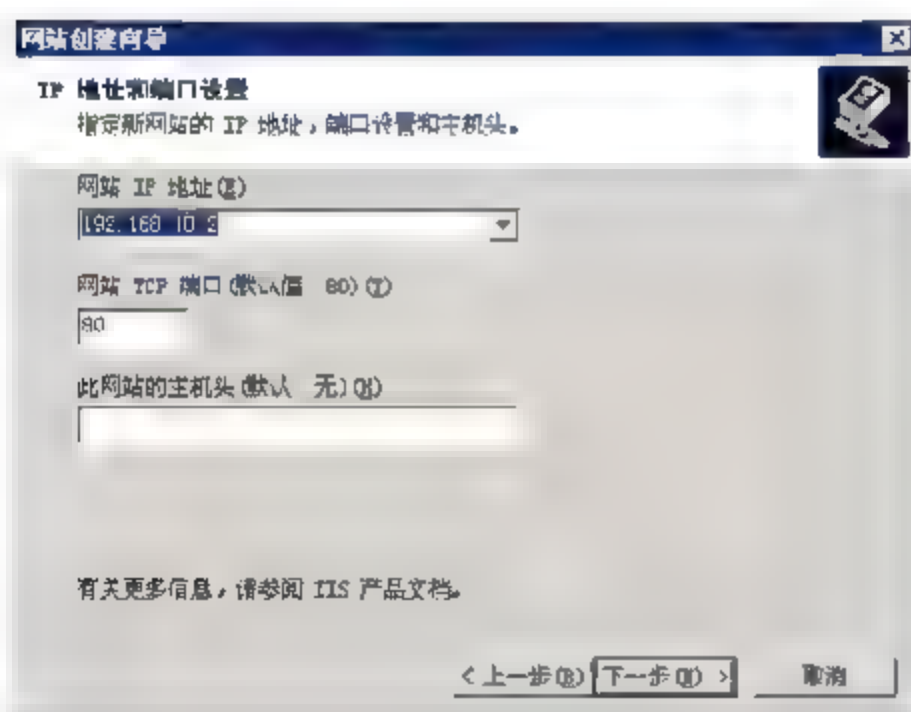 网站创建向导
IP 地址和端口设置
指定新网站的 IP 地址，端口设置和主机头。
网站 IP 地址(E)
192.168 10 2
网站 TCP 端口(默认值 80)(T)
80
此网站的主机头(默认 无)(H)
有关更多信息，请参阅 IIS 产品文档。
< 上一步(B)
下一步(N) >
取消